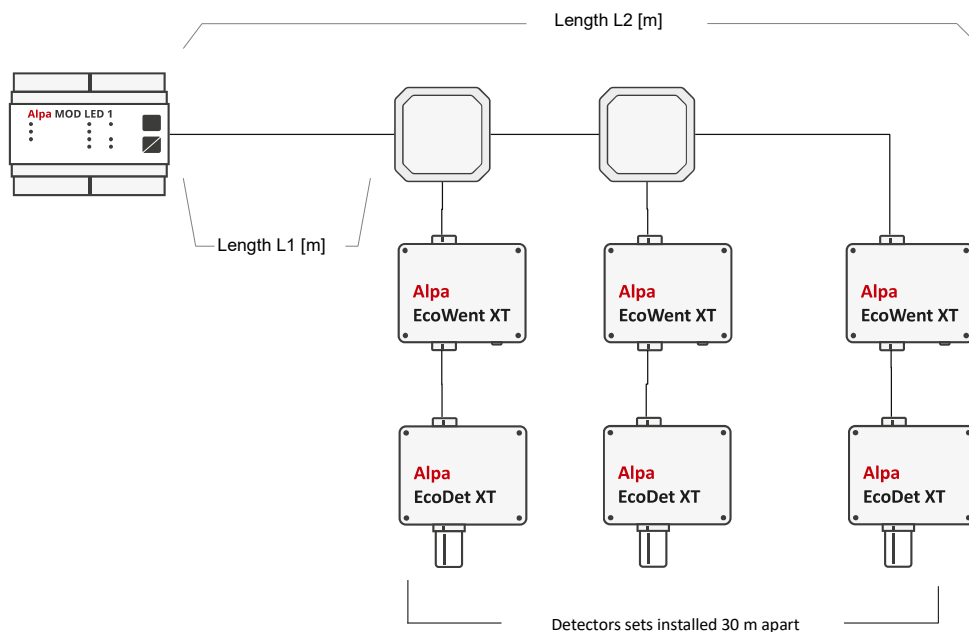 Length L2 [m]
Alpa MOD LED 1
Length L1 [m]
Alpa
EcoWent XT
Alpa
EcoWent XT
Alpa
EcoWent XT
Alpa
EcoDet XT
Alpa
EcoDet XT
Alpa
EcoDet XT
Detectors sets installed 30 m apart